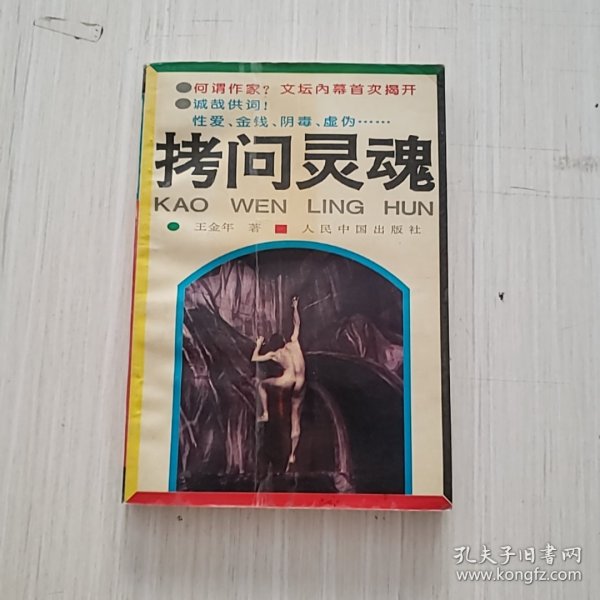 ●何谓作家？文坛内幕首次揭开
●诚哉供词！
性爱、金钱、阴毒、虚伪……
拷问灵魂
KAO WEN LING HUN
●王金年 著 ■ 人民中国出版社
孔夫子旧书网
www.kongfz.com